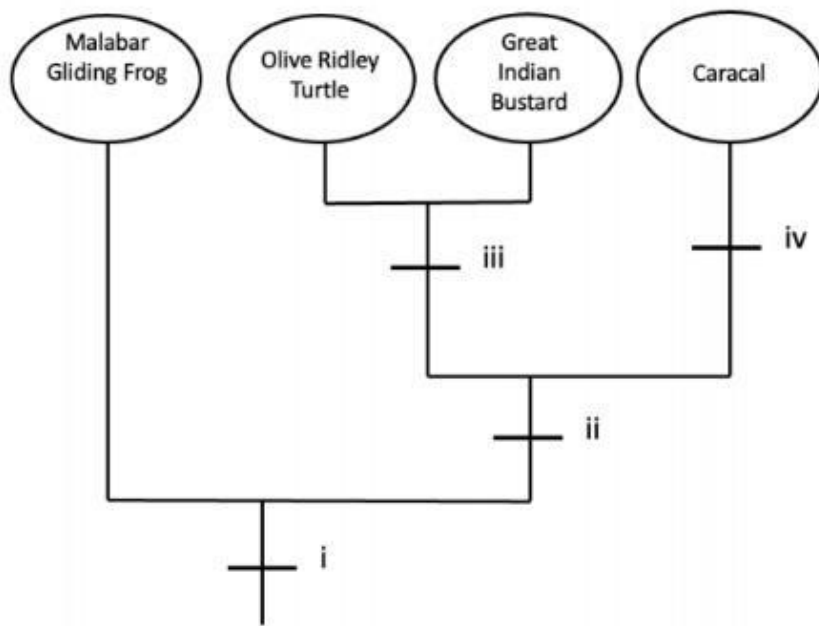 Malabar
Gliding Frog
Olive Ridley
Turtle
Great
Indian
Bustard
Caracal
iv
iii
ii
i